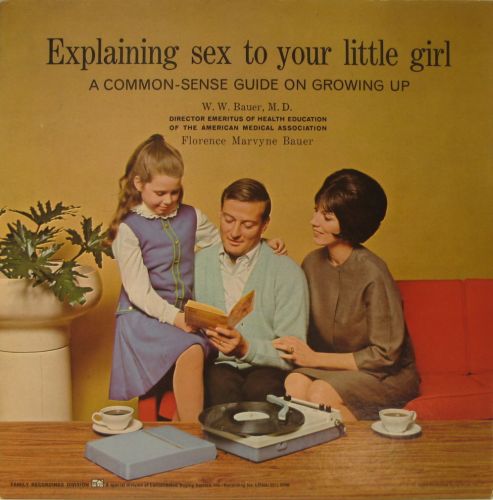 Explaining sex to your little girl
A COMMON-SENSE GUIDE ON GROWING UP
W. W. Bauer, M. D.
DIRECTOR EMERITUS OF HEALTH EDUCATION
OF THE AMERICAN MEDICAL ASSOCIATION
Florence Marvyne Bauer
FAMILY RECORDINGS DIVISION